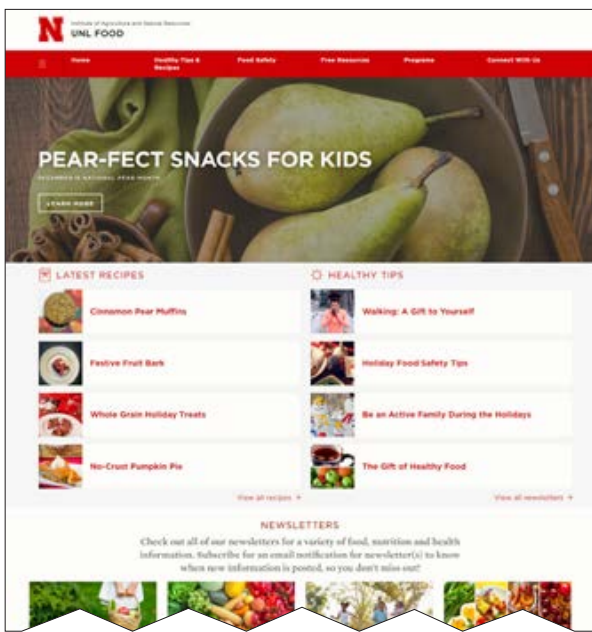 N
Institute of Agriculture and Natural Resources
UNL FOOD
Home
Healthy Tips &
Recipes
Food Safety
Free Resources
Programs
Connect With Us
PEAR-FECT SNACKS FOR KIDS
DECEMBER IS NATIONAL PEAR MONTH
LEARN MORE
LATEST RECIPES
Cinnamon Pear Muffins
Festive Fruit Bark
Whole Grain Holiday Treats
No-Crust Pumpkin Pie
View all recipes
HEALTHY TIPS
Walking: A Gift to Yourself
Holiday Food Safety Tips
Be an Active Family During the Holidays
The Gift of Healthy Food
View all newsletters
NEWSLETTERS
Check out all of our newsletters for a variety of food, nutrition and health
information. Subscribe for an email notification for newsletter(s) to know
when new information is posted, so you don't miss out!